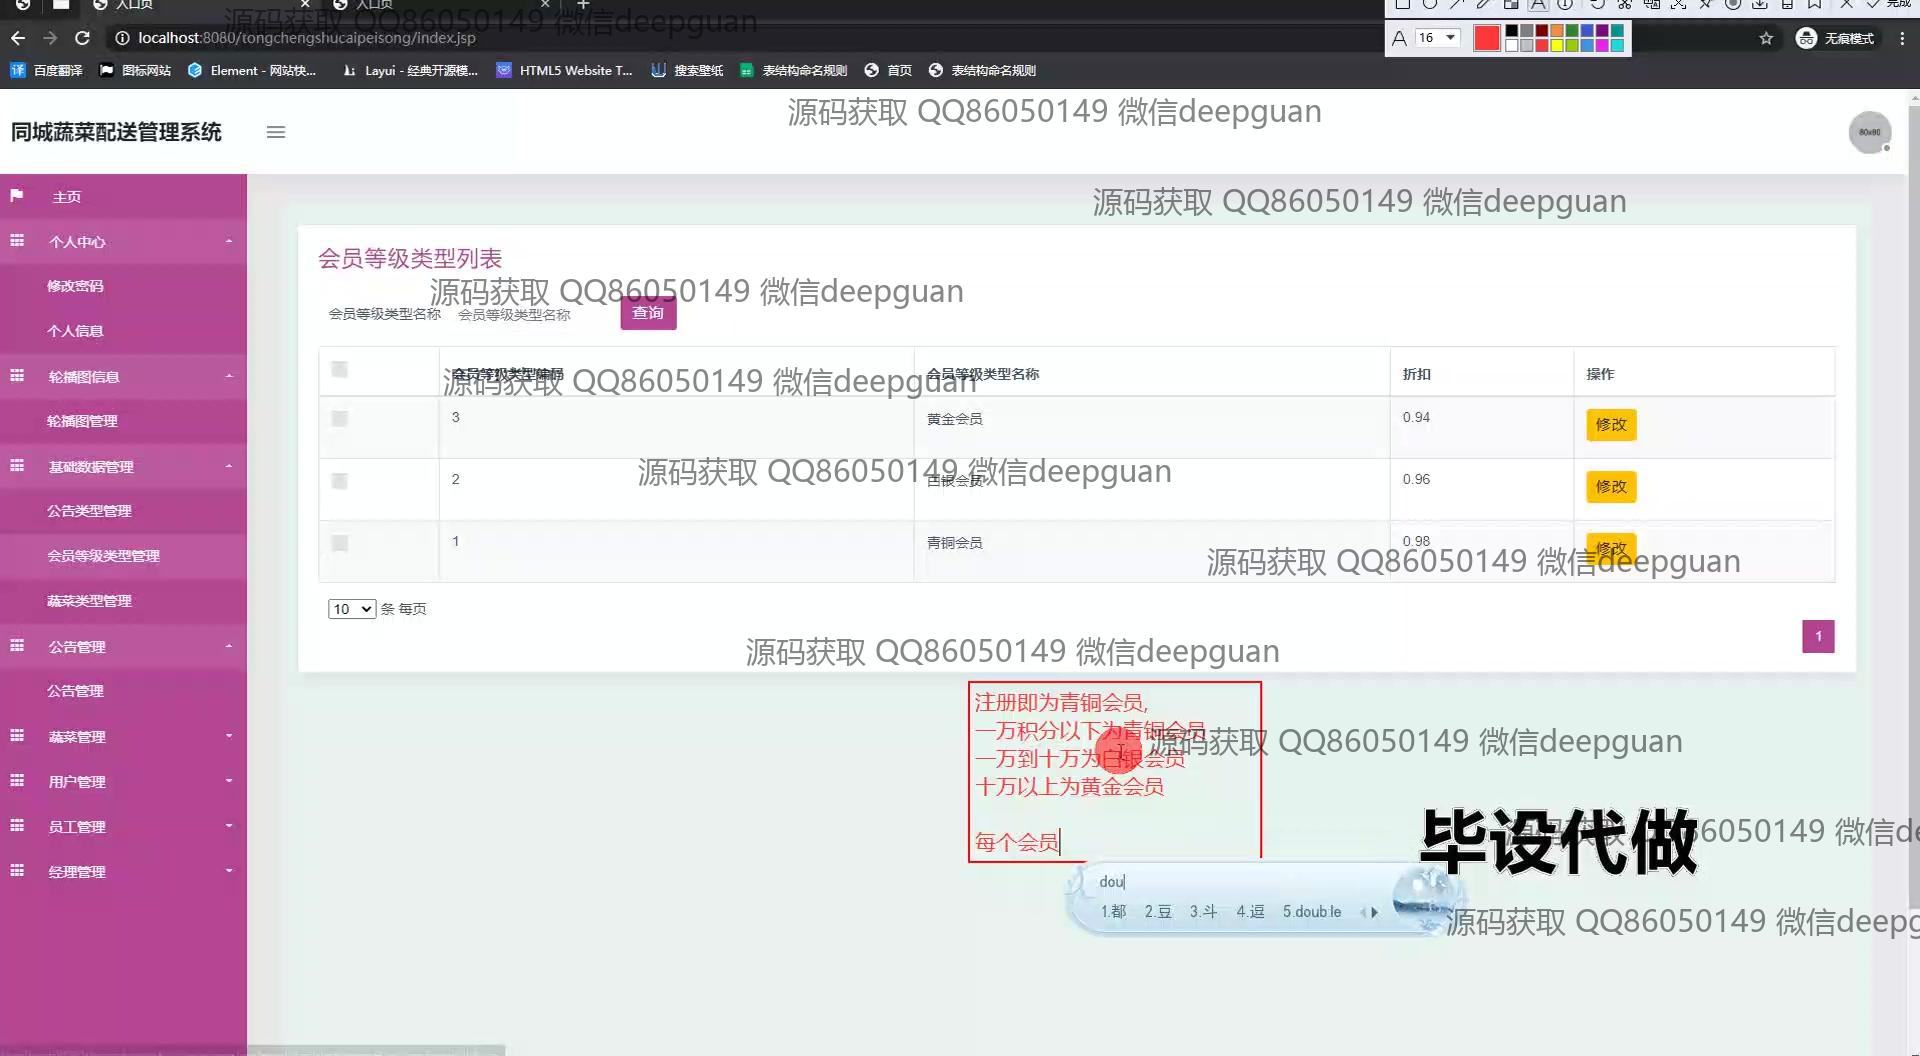 入口页
入口页
完成
localhost:8080/tongchengshucaipeisong/index.jsp
A 16
无痕模式
百度翻译
图标网站
Element - 网站快...
Layui - 经典开源模...
HTML5 Website T...
搜索壁纸
表结构命名规则
首页
表结构命名规则
源码获取 QQ86050149 微信deepguan
源码获取 QQ86050149 微信deepguan
同城蔬菜配送管理系统
80x80
源码获取 QQ86050149 微信deepguan
主页
个人中心
修改密码
个人信息
轮播图信息
轮播图管理
基础数据管理
公告类型管理
会员等级类型管理
蔬菜类型管理
公告管理
公告管理
蔬菜管理
用户管理
员工管理
经理管理
会员等级类型列表
源码获取 QQ86050149 微信deepguan
会员等级类型名称 会员等级类型名称 查询
会员等级类型编码 会员等级类型名称 折扣 操作
源码获取 QQ86050149 微信deepguan
3 黄金会员 0.94 修改
源码获取 QQ86050149 微信deepguan
2 白银会员 0.96 修改
1 青铜会员 0.98 修改
源码获取 QQ86050149 微信deepguan
10 条 每页
1
源码获取 QQ86050149 微信deepguan
注册即为青铜会员,
一万积分以下为青铜会员
一万到十万为白银会员
十万以上为黄金会员
每个会员
源码获取 QQ86050149 微信deepguan
毕设代做
源码获取 QQ86050149 微信de
dou
1.都 2.豆 3.斗 4.逗 5.double
源码获取 QQ86050149 微信deepg